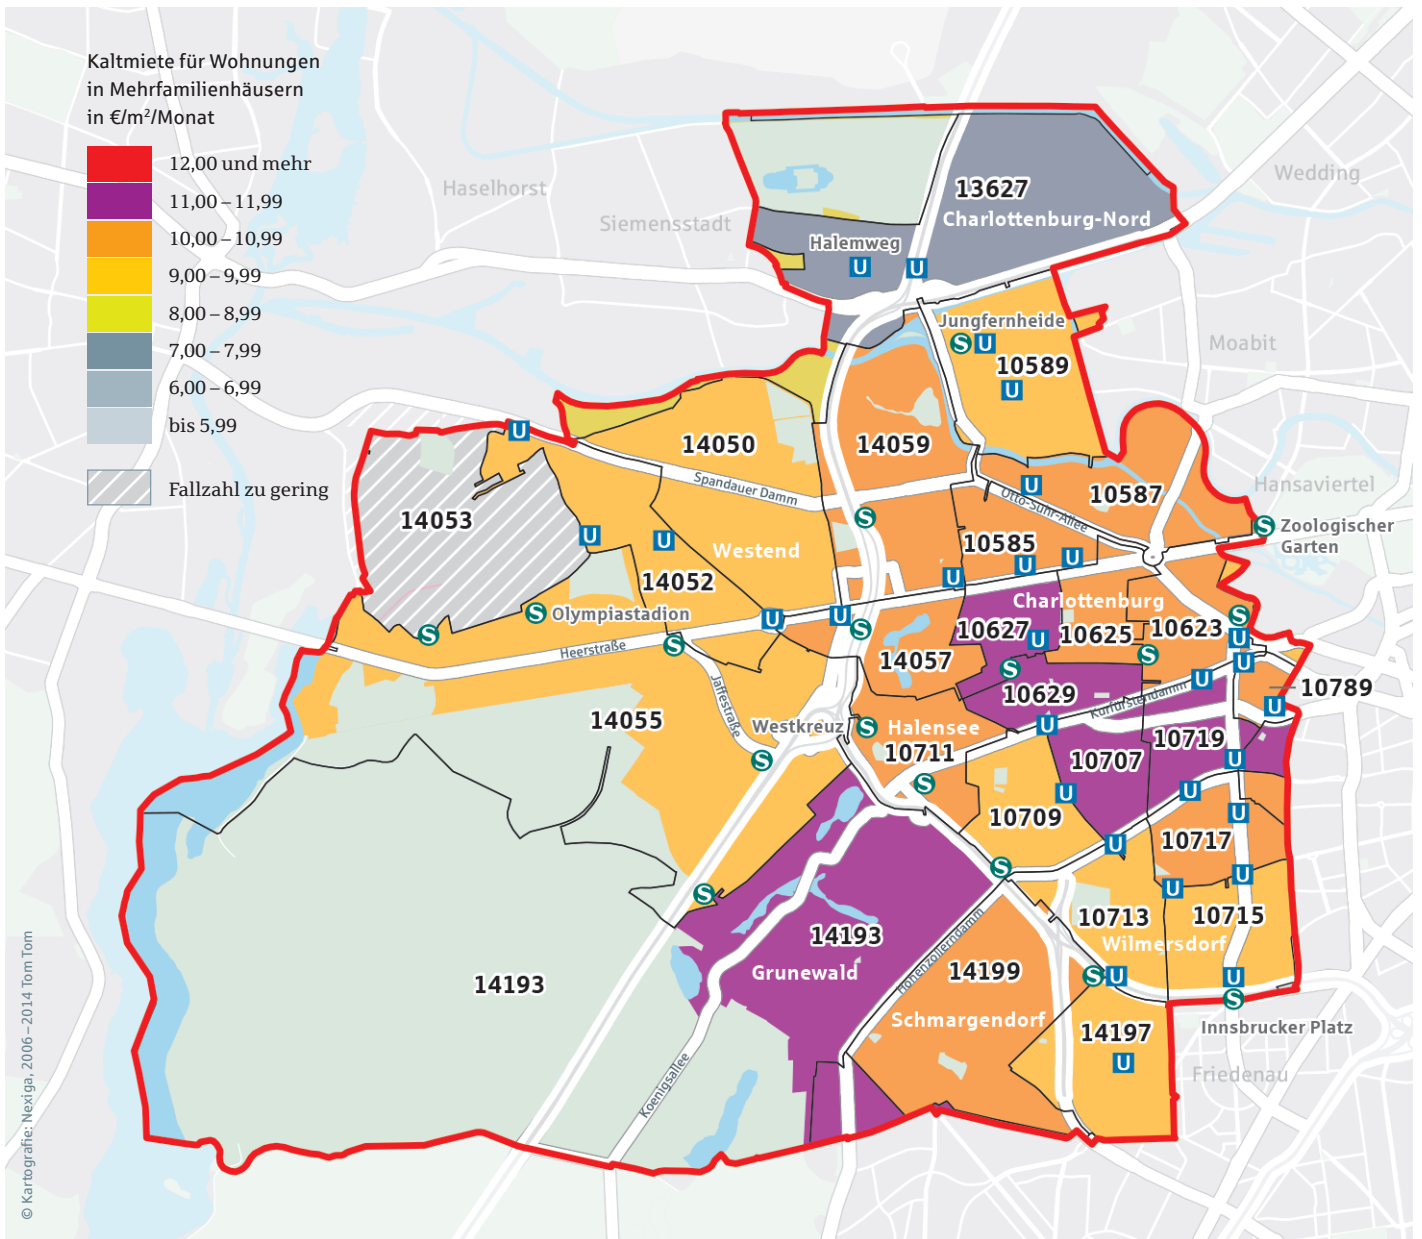 Kaltmiete für Wohnungen
in Mehrfamilienhäusern
in €/m²/Monat
12,00 und mehr
11,00 – 11,99
10,00 – 10,99
9,00 – 9,99
8,00 – 8,99
7,00 – 7,99
6,00 – 6,99
bis 5,99
Fallzahl zu gering
Haselhorst
Siemensstadt
Wedding
13627
Charlottenburg-Nord
Halemweg
U
U
Jungfernheide
S
U
10589
U
Moabit
U
14050
14059
Spandauer Damm
14053
U
U
Westend
14052
S
U
10587
Otto-Suhr-Allee
10585
U
U
U
Hansaviertel
S
Zoologischer
Garten
S
Olympiastadion
S
Heerstraße
S
U
U
S
14057
Charlottenburg
10627
U
10625
10623
S
S
U
U
S
10629
Kurfürstendamm
U
U
10789
U
14055
Jaffestraße
Westkreuz
S
S
Halensee
10711
S
10707
10719
U
U
U
10709
U
10717
U
S
U
U
S
10713
10715
Wilmersdorf
14193
14193
Grunewald
Hohenzollerndamm
14199
Schmargendorf
S
U
U
S
Innsbrucker Platz
14197
U
Friedenau
Koenigsallee
© Kartografie: Nexiga, 2006 – 2014 Tom Tom